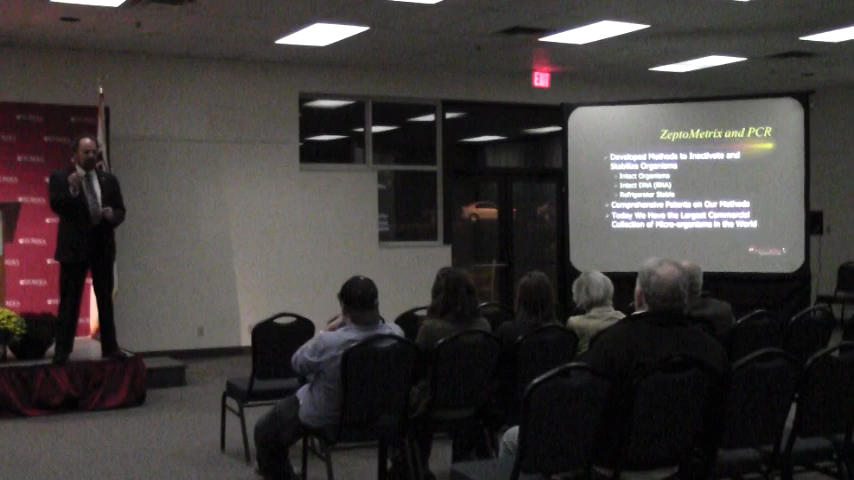 EXIT
ZeptoMetrix and PCR
Developed Methods to Inactivate and
Stabilize Organisms
Intact Organisms
Intact DNA (RNA)
Refrigerator Stable
Comprehensive Patents on Our Methods
Today We Have the Largest Commercial
Collection of Micro-organisms in the World